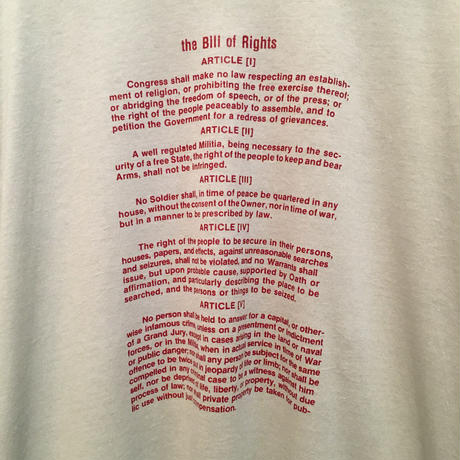 the Bill of Rights
ARTICLE [I]
Congress shall make no law respecting an establish-
ment of religion, or prohibiting the free exercise thereof;
or abridging the freedom of speech, or of the press; or
the right of the people peaceably to assemble, and to
petition the Government for a redress of grievances.
ARTICLE [II]
A well regulated Militia, being necessary to the sec-
urity of a free State, the right of the people to keep and bear
Arms, shall not be infringed.
ARTICLE [III]
No Soldier shall, in time of peace be quartered in any
house, without the consent of the Owner, nor in time of war,
but in a manner to be prescribed by law.
ARTICLE [IV]
The right of the people to be secure in their persons,
houses, papers, and effects, against unreasonable searches
and seizures, shall not be violated, and no Warrants shall
issue, but upon probable cause, supported by Oath or
affirmation, and particularly describing the place to be
searched, and the persons or things to be seized.
ARTICLE [V]
No person shall be held to answer for a capital, or other-
wise infamous crime, unless on a presentment or indictment
of a Grand Jury, except in cases arising in the land or naval
forces, or in the Militia, when in actual service in time of War
or public danger; nor shall any person be subject for the same
offence to be twice put in jeopardy of life or limb; nor shall be
compelled in any criminal case to be a witness against him
self, nor be deprived of life, liberty, or property, without due
process of law; nor shall private property be taken for pub-
lic use without just compensation.